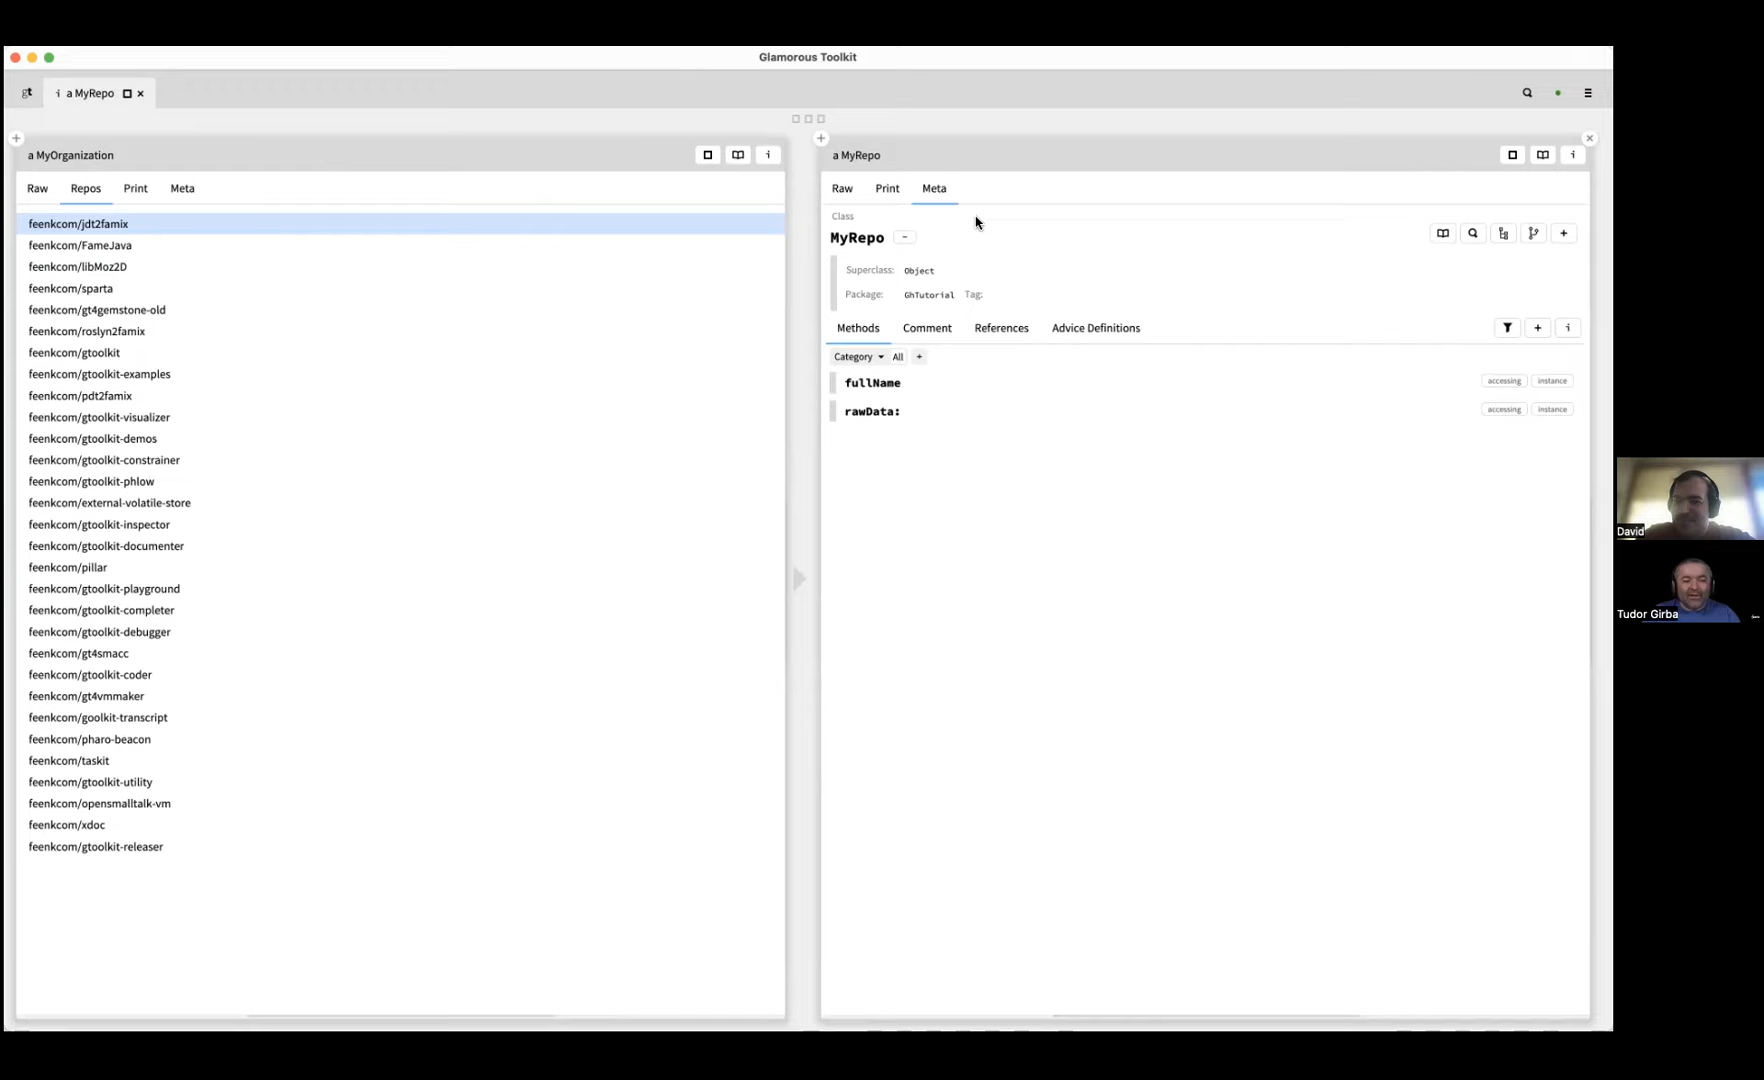 Glamorous Toolkit
gt
i a MyRepo
a MyOrganization
i
Raw Repos Print Meta
feenkcom/jdt2famix
feenkcom/FameJava
feenkcom/libMoz2D
feenkcom/sparta
feenkcom/gt4gemstone-old
feenkcom/roslyn2famix
feenkcom/gtoolkit
feenkcom/gtoolkit-examples
feenkcom/pdt2famix
feenkcom/gtoolkit-visualizer
feenkcom/gtoolkit-demos
feenkcom/gtoolkit-constrainer
feenkcom/gtoolkit-phlow
feenkcom/external-volatile-store
feenkcom/gtoolkit-inspector
feenkcom/gtoolkit-documenter
feenkcom/pillar
feenkcom/gtoolkit-playground
feenkcom/gtoolkit-completer
feenkcom/gtoolkit-debugger
feenkcom/gt4smacc
feenkcom/gtoolkit-coder
feenkcom/gt4vmmaker
feenkcom/goolkit-transcript
feenkcom/pharo-beacon
feenkcom/taskit
feenkcom/gtoolkit-utility
feenkcom/opensmalltalk-vm
feenkcom/xdoc
feenkcom/gtoolkit-releaser
a MyRepo
i
Raw Print Meta
Class
MyRepo
Superclass: Object
Package: GhTutorial Tag:
Methods Comment References Advice Definitions
i
Category All +
fullName accessing instance
rawData: accessing instance
David
Tudor Girba